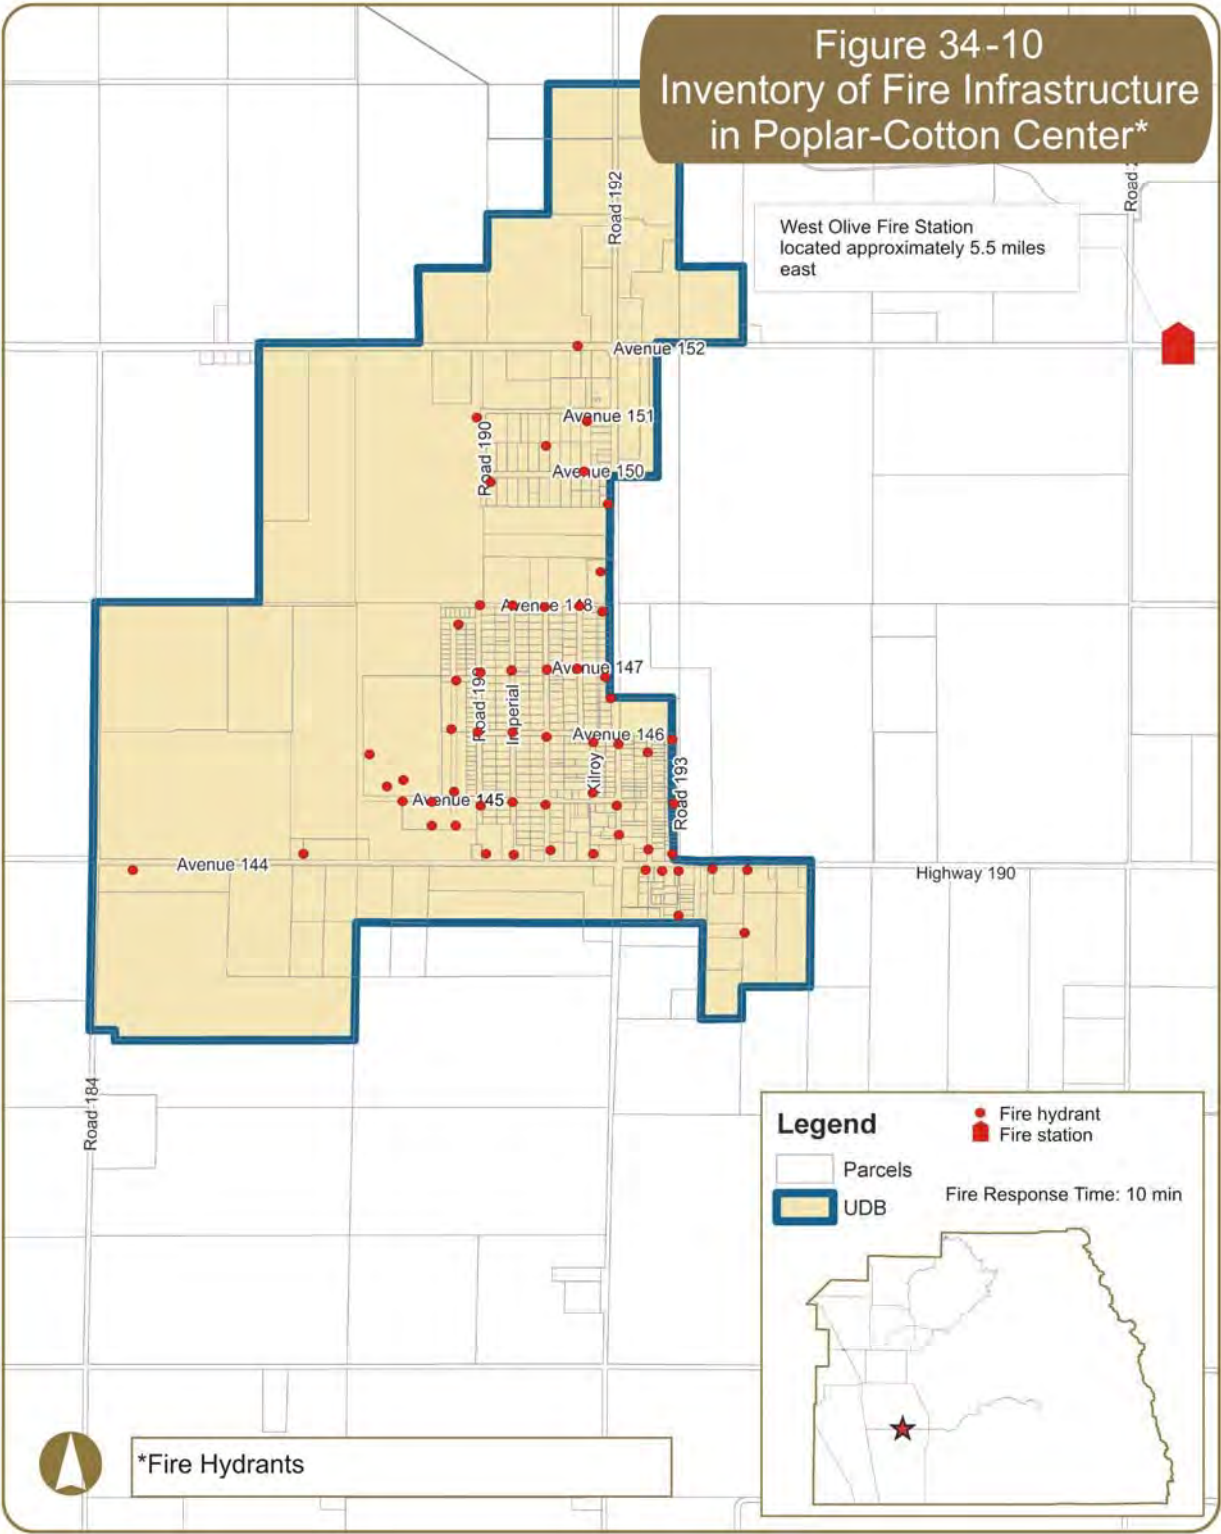 Figure 34-10
Inventory of Fire Infrastructure
in Poplar-Cotton Center*
Road 192
Road
West Olive Fire Station
located approximately 5.5 miles
east
Avenue 152
Avenue 151
Road 190
Avenue 150
Avenue 148
Avenue 147
Road 190
Imperial
Avenue 146
Kilroy
Road 193
Avenue 145
Avenue 144
Highway 190
Road 184
Legend
Fire hydrant
Fire station
Parcels
UDB
Fire Response Time: 10 min
*Fire Hydrants